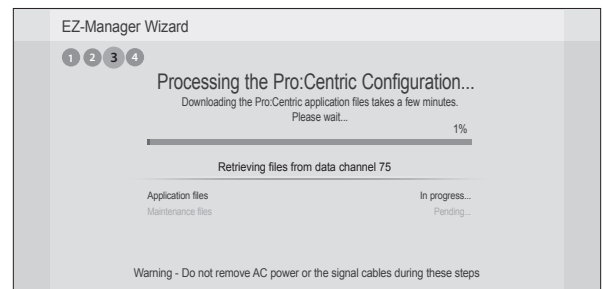 EZ-Manager Wizard
1 2 3 4
Processing the Pro:Centric Configuration...
Downloading the Pro:Centric application files takes a few minutes.
Please wait...
1%
Retrieving files from data channel 75
Application files In progress...
Maintenance files Pending...
Warning - Do not remove AC power or the signal cables during these steps